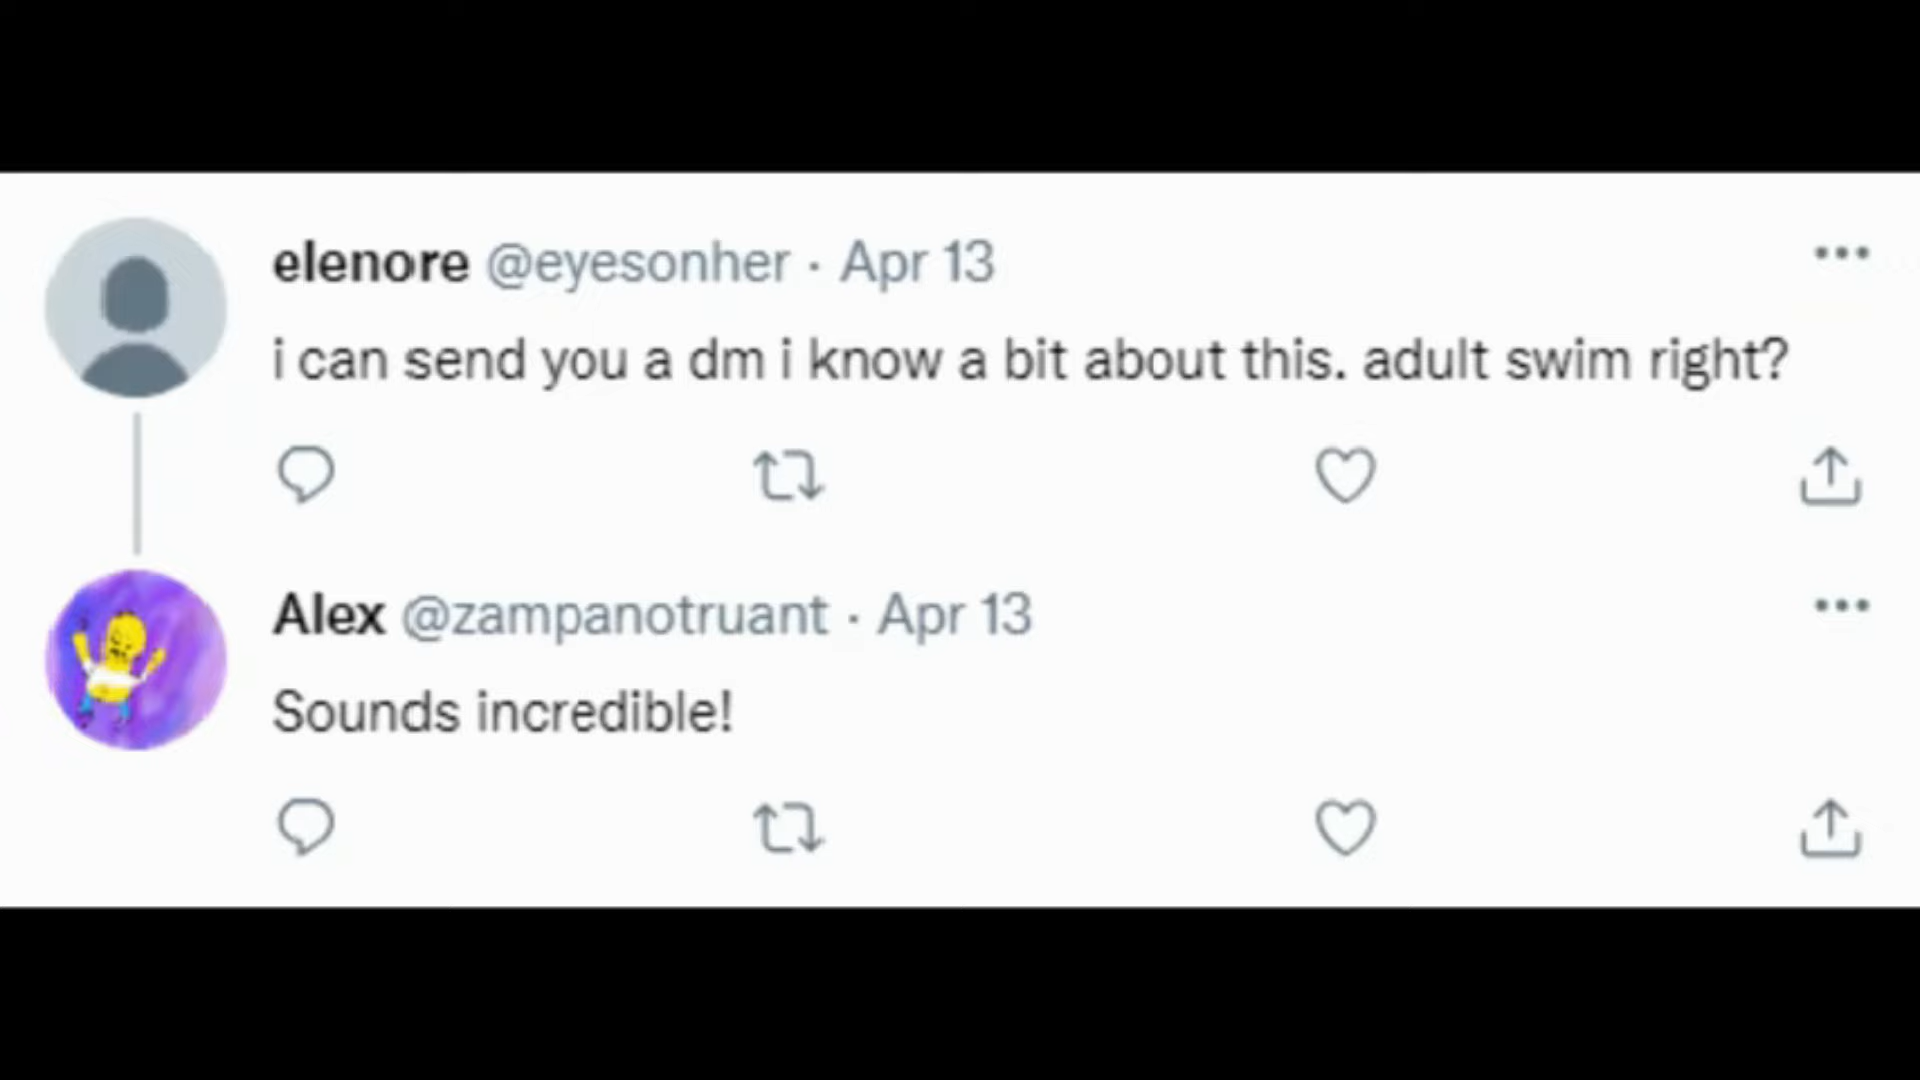 elenore @eyesonher · Apr 13
i can send you a dm i know a bit about this. adult swim right?
Alex @zampanotruant · Apr 13
Sounds incredible!